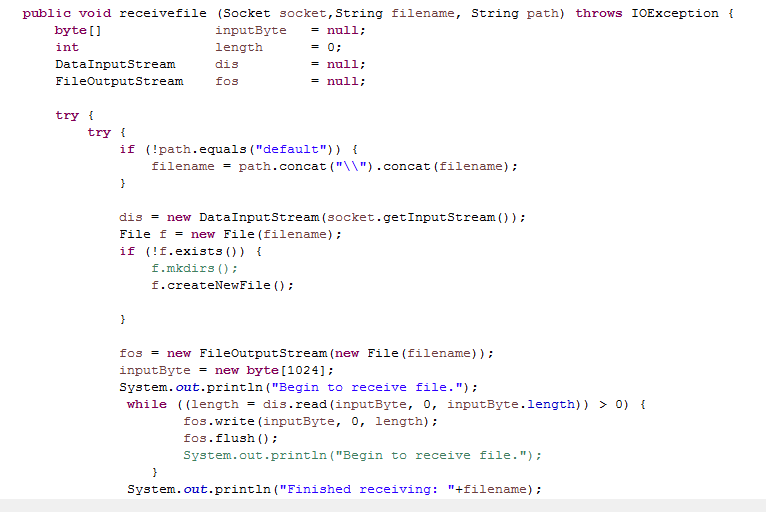 public void receivefile (Socket socket,String filename, String path) throws IOException {
    byte[]              inputByte   = null;
    int                 length      = 0;
    DataInputStream     dis         = null;
    FileOutputStream    fos         = null;

    try {
        try {
            if (!path.equals("default")) {
                filename = path.concat("\\").concat(filename);
            }

            dis = new DataInputStream(socket.getInputStream());
            File f = new File(filename);
            if (!f.exists()) {
                f.mkdirs();
                f.createNewFile();

            }

            fos = new FileOutputStream(new File(filename));
            inputByte = new byte[1024];
            System.out.println("Begin to receive file.");
             while ((length = dis.read(inputByte, 0, inputByte.length)) > 0) {
                    fos.write(inputByte, 0, length);
                    fos.flush();
                    System.out.println("Begin to receive file.");
                }
             System.out.println("Finished receiving: "+filename);